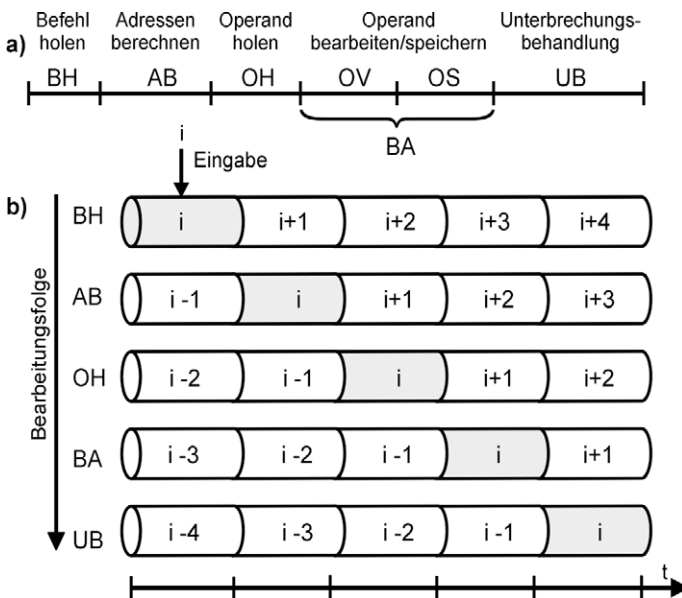 Befehl Adressen Operand Operand Unterbrechungs-
holen berechnen holen bearbeiten/speichern behandlung
a)
BH AB OH OV OS UB
BA
i
Eingabe
b)
Bearbeitungsfolge
BH i i+1 i+2 i+3 i+4
AB i -1 i i+1 i+2 i+3
OH i -2 i -1 i i+1 i+2
BA i -3 i -2 i -1 i i+1
UB i -4 i -3 i -2 i -1 i
t